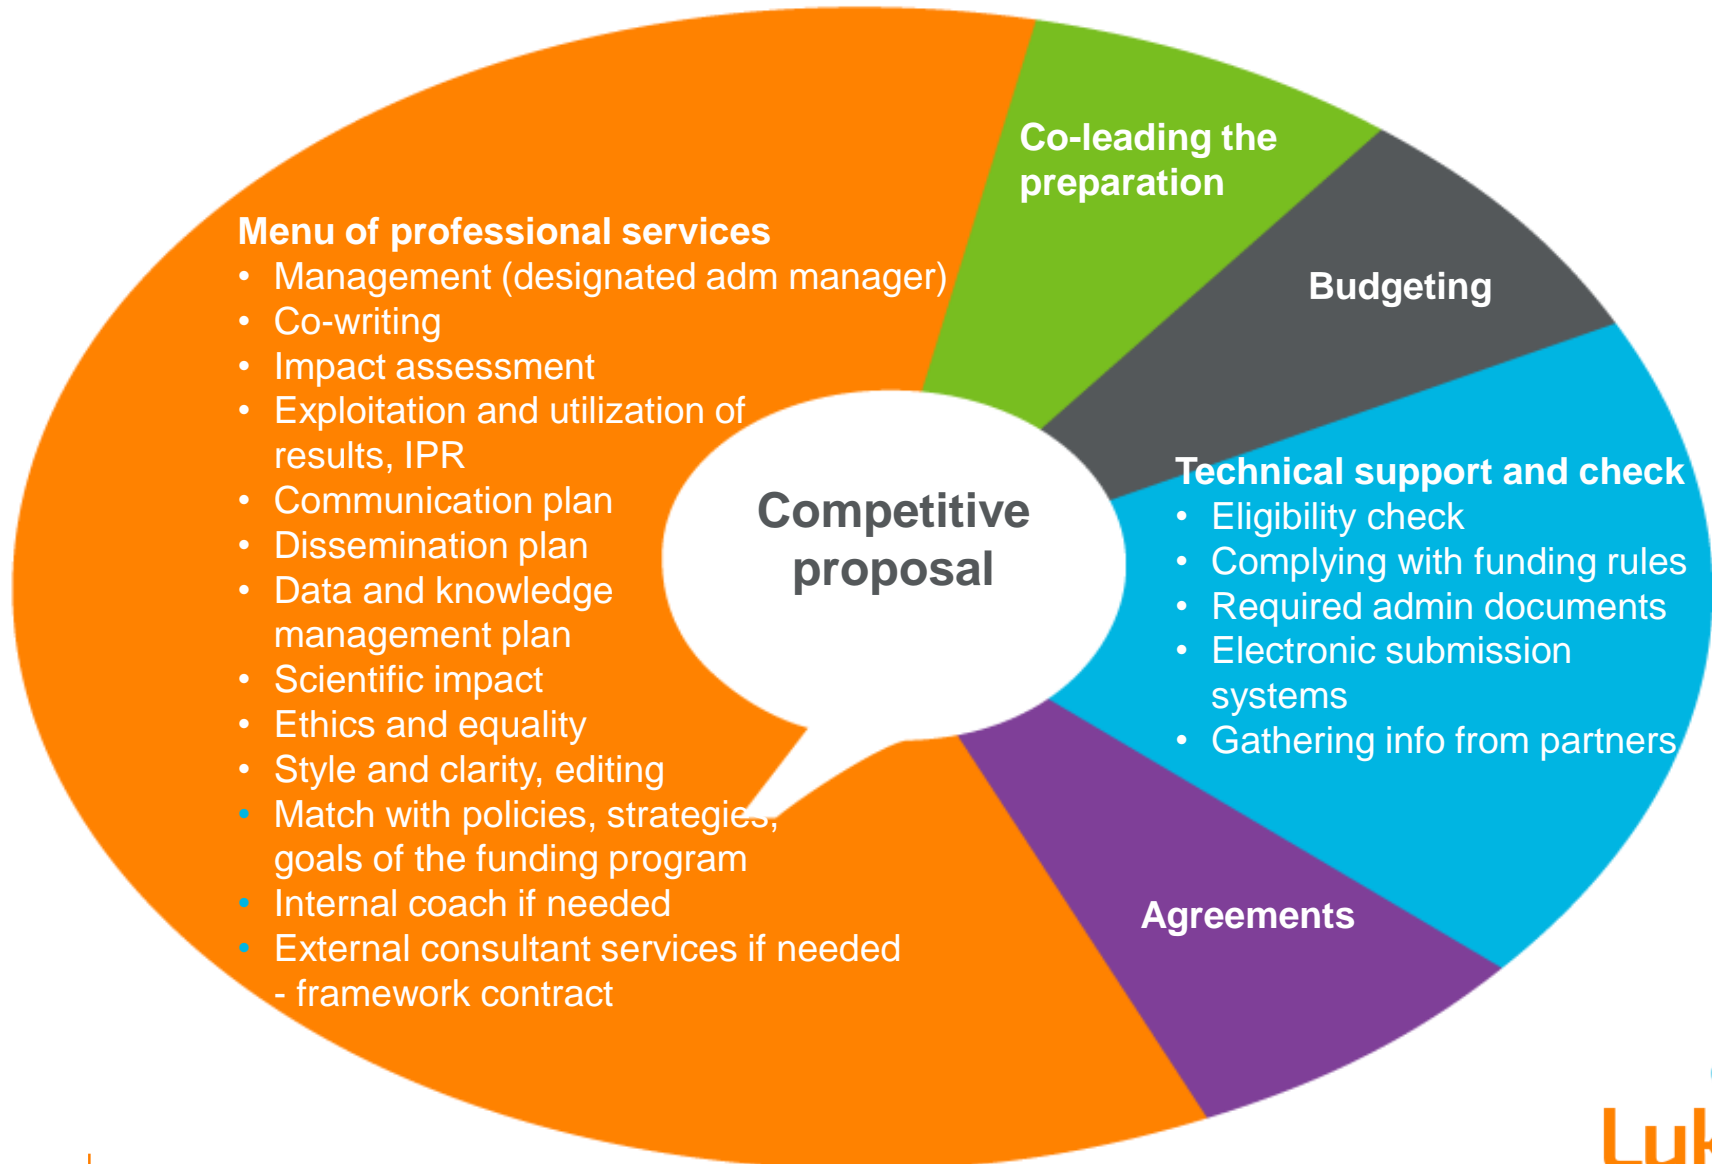 Co-leading the
preparation
Budgeting
Menu of professional services
• Management (designated adm manager)
• Co-writing
• Impact assessment
• Exploitation and utilization of
results, IPR
• Communication plan
• Dissemination plan
• Data and knowledge
management plan
• Scientific impact
• Ethics and equality
• Style and clarity, editing
• Match with policies, strategies,
goals of the funding program
• Internal coach if needed
• External consultant services if needed
- framework contract
Competitive
proposal
Technical support and check
• Eligibility check
• Complying with funding rules
• Required admin documents
• Electronic submission
systems
• Gathering info from partners
Agreements